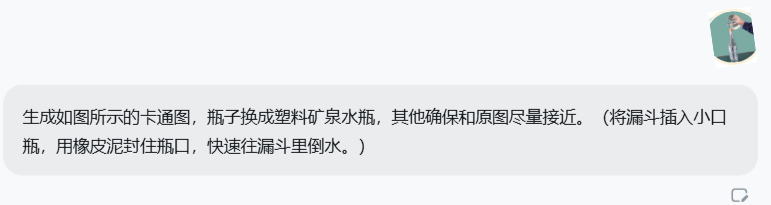 生成如图所示的卡通图，瓶子换成塑料矿泉水瓶，其他确保和原图尽量接近。（将漏斗插入小口
瓶，用橡皮泥封住瓶口，快速往漏斗里倒水。）